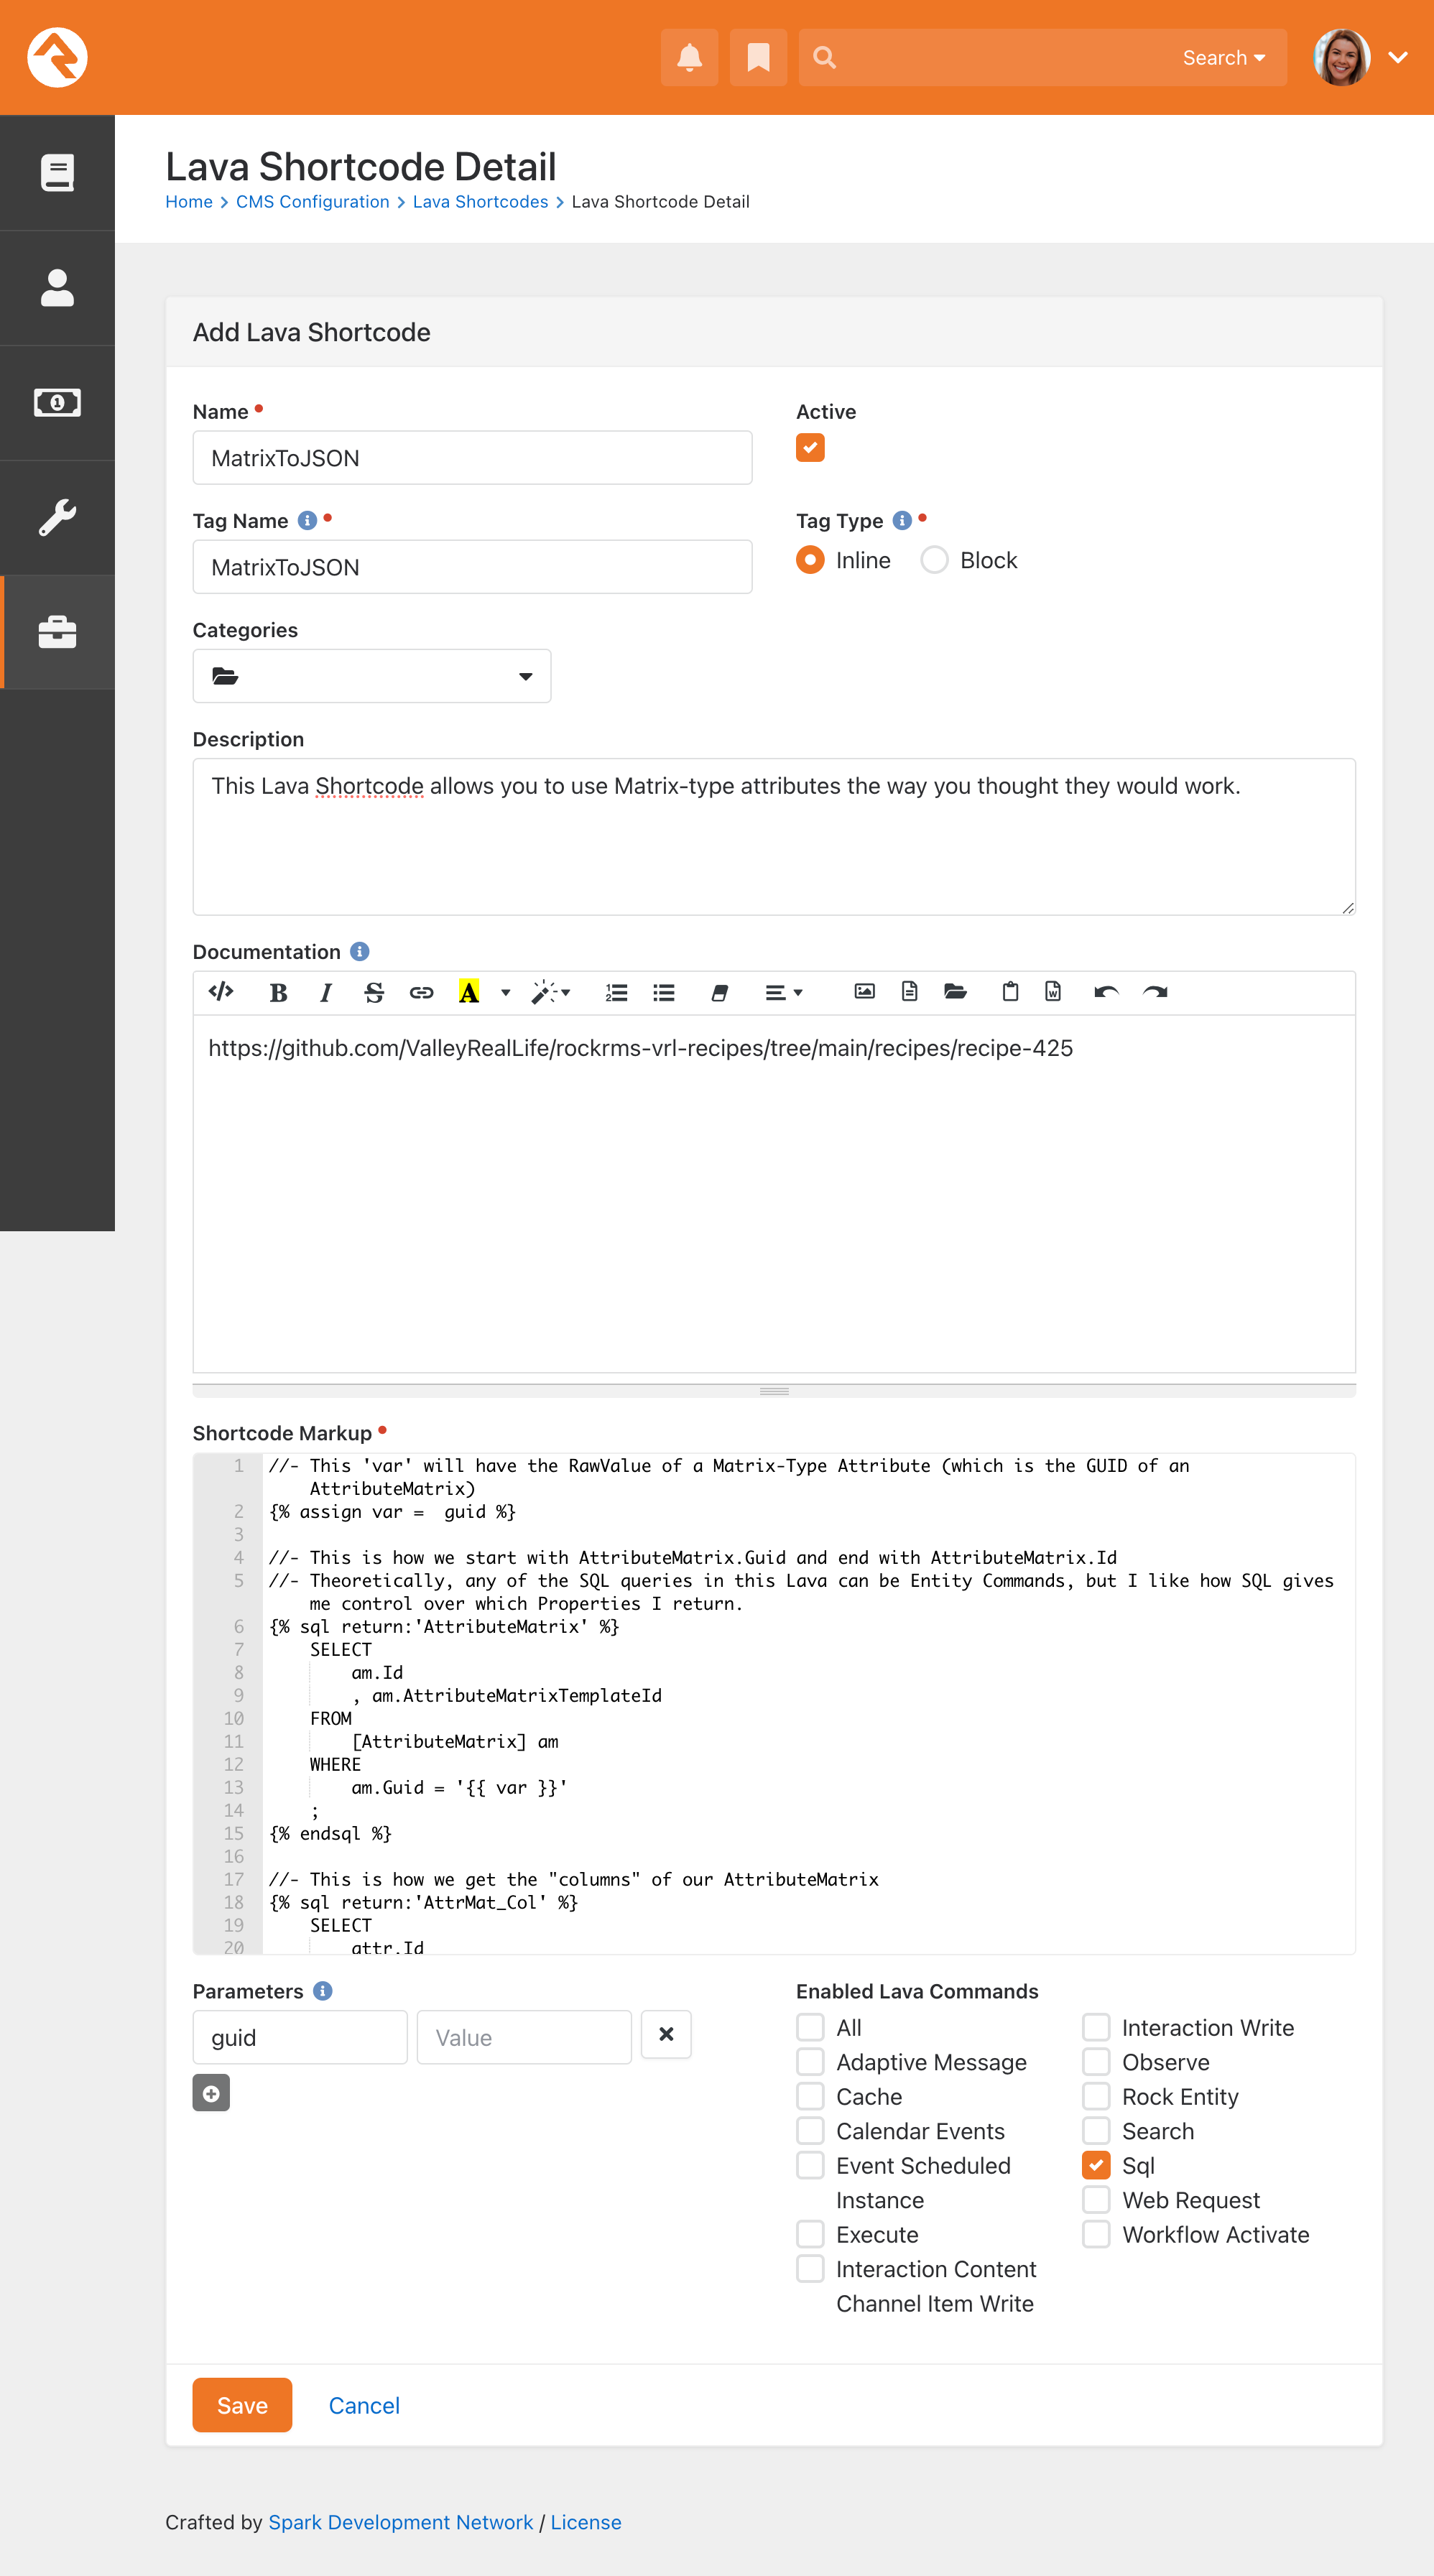 Search
Lava Shortcode Detail
Home > CMS Configuration > Lava Shortcodes > Lava Shortcode Detail
Add Lava Shortcode
Name
Active
MatrixToJSON
Tag Name
Tag Type
MatrixToJSON
Inline
Block
Categories
Description
This Lava Shortcode allows you to use Matrix-type attributes the way you thought they would work.
Documentation
https://github.com/ValleyRealLife/rockrms-vrl-recipes/tree/main/recipes/recipe-425
Shortcode Markup
1 //- This 'var' will have the RawValue of a Matrix-Type Attribute (which is the GUID of an
AttributeMatrix)
2 {% assign var =  guid %}
3
4 //- This is how we start with AttributeMatrix.Guid and end with AttributeMatrix.Id
5 //- Theoretically, any of the SQL queries in this Lava can be Entity Commands, but I like how SQL gives
me control over which Properties I return.
6 {% sql return:'AttributeMatrix' %}
7 SELECT
8 am.Id
9 , am.AttributeMatrixTemplateId
10 FROM
11 [AttributeMatrix] am
12 WHERE
13 am.Guid = '{{ var }}'
14 ;
15 {% endsql %}
16
17 //- This is how we get the "columns" of our AttributeMatrix
18 {% sql return:'AttrMat_Col' %}
19 SELECT
20 attr.Id
Parameters
Enabled Lava Commands
guid
Value
All
Adaptive Message
Cache
Calendar Events
Event Scheduled
Instance
Execute
Interaction Content
Channel Item Write
Interaction Write
Observe
Rock Entity
Search
Sql
Web Request
Workflow Activate
Save
Cancel
Crafted by Spark Development Network / License